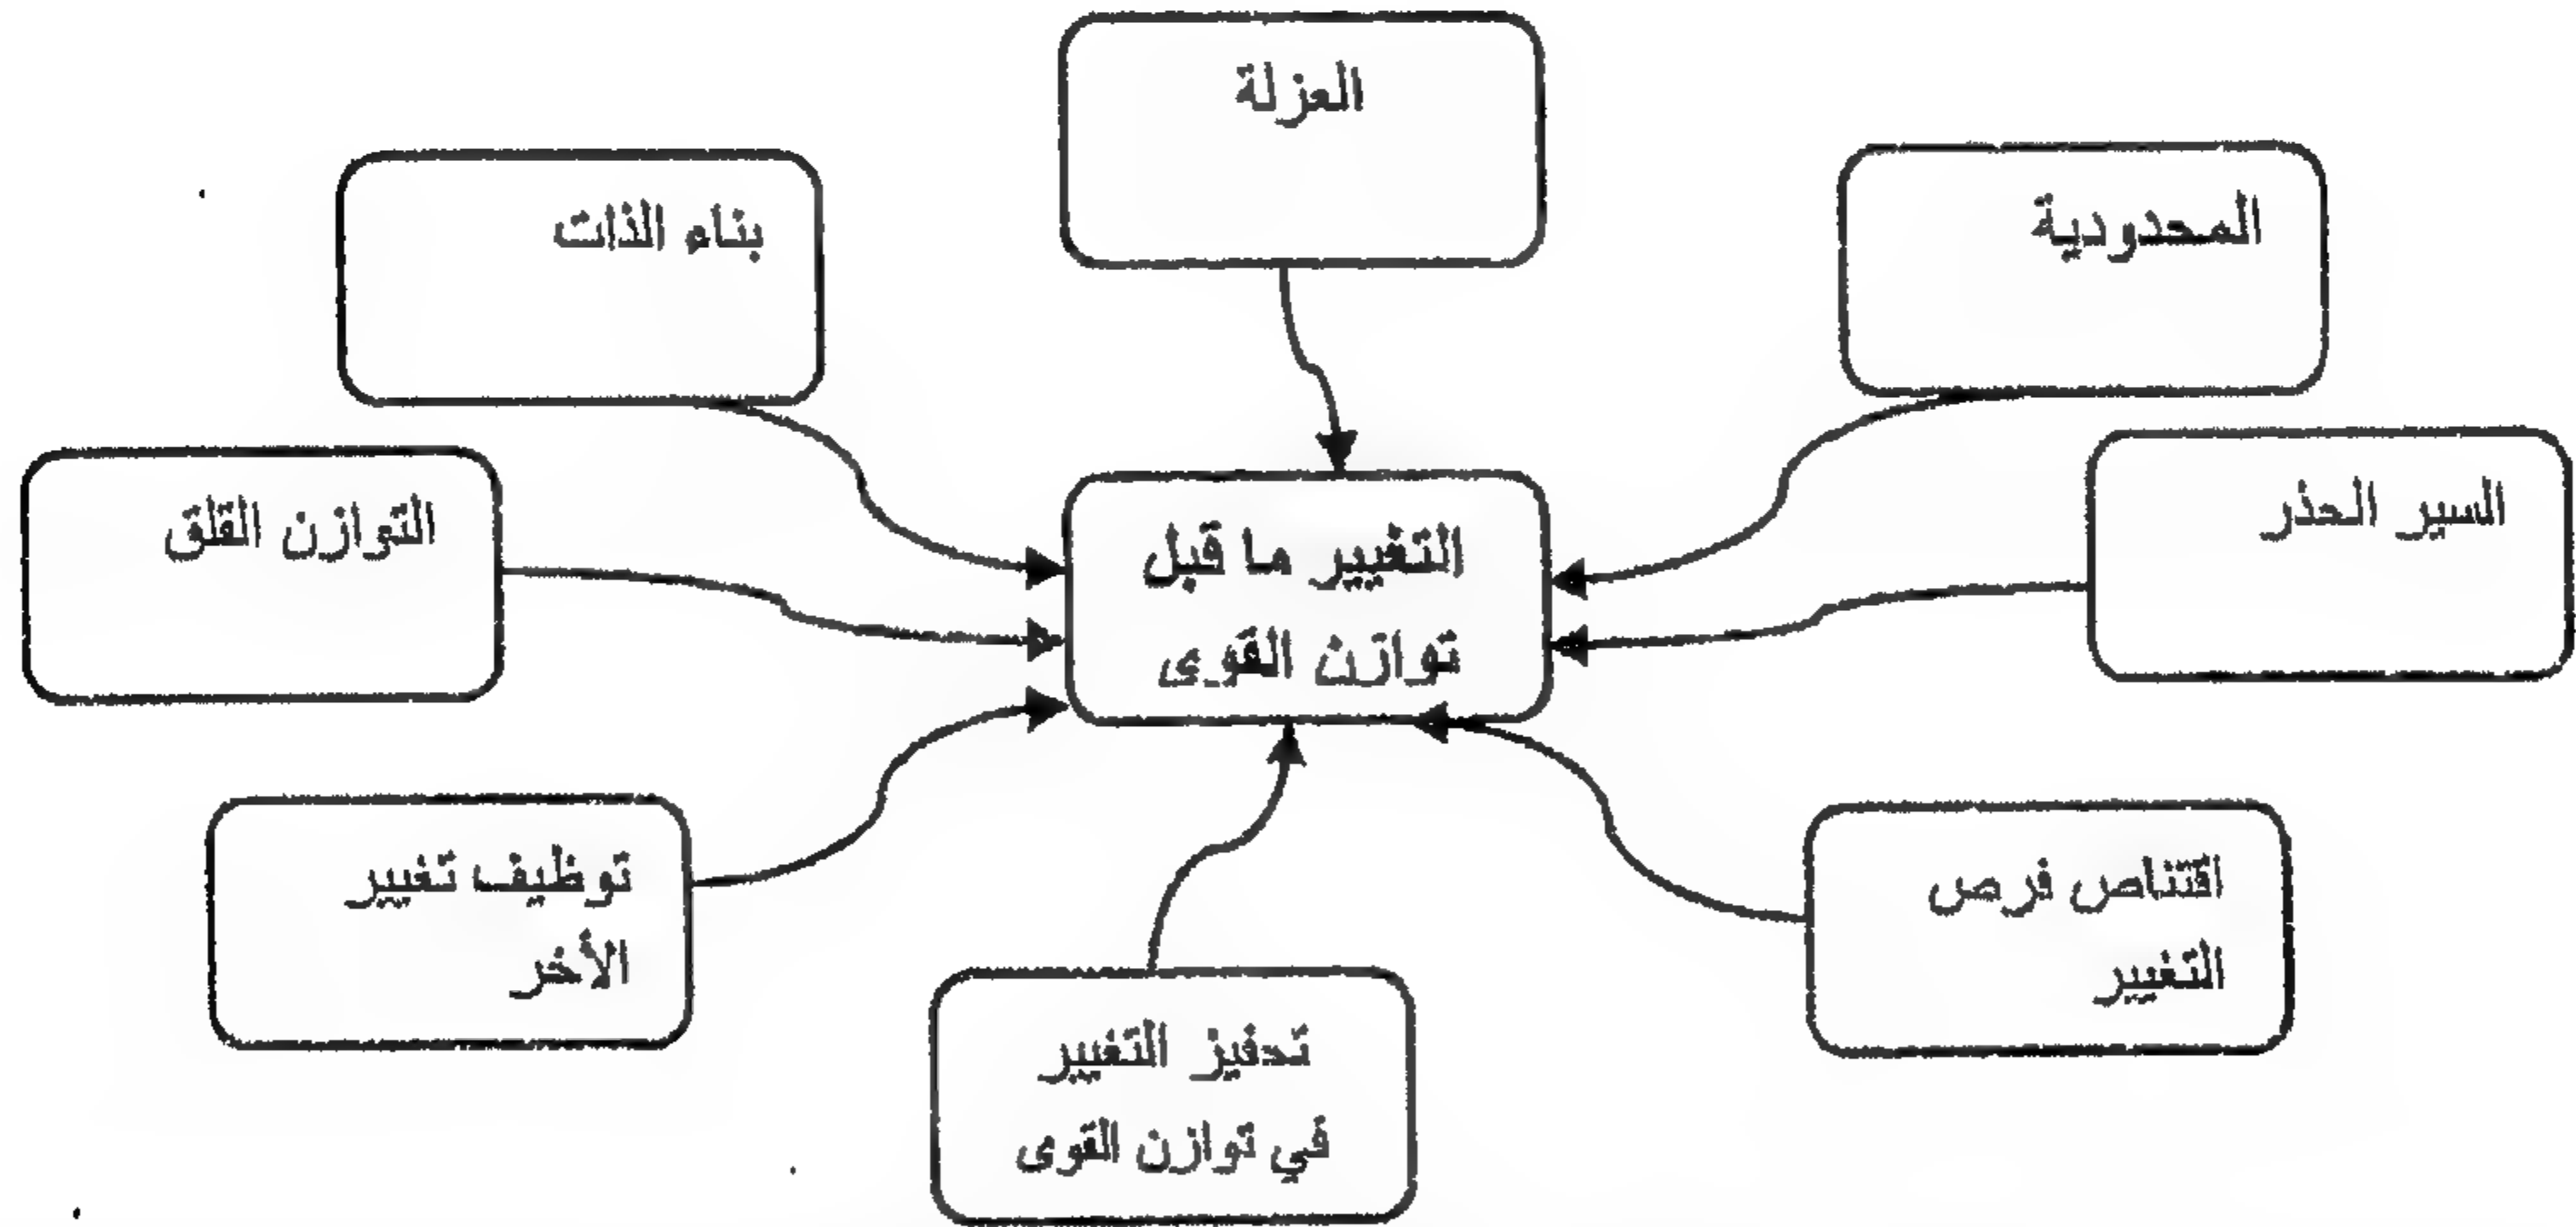 العزلة
المحدودية
بناء الذات
السير الحذر
التوازن القلق
التغيير ما قبل
توازن القوى
اقتناص فرص
التغيير
توظيف تغيير
الأخر
تحفيز التغيير
في توازن القوى